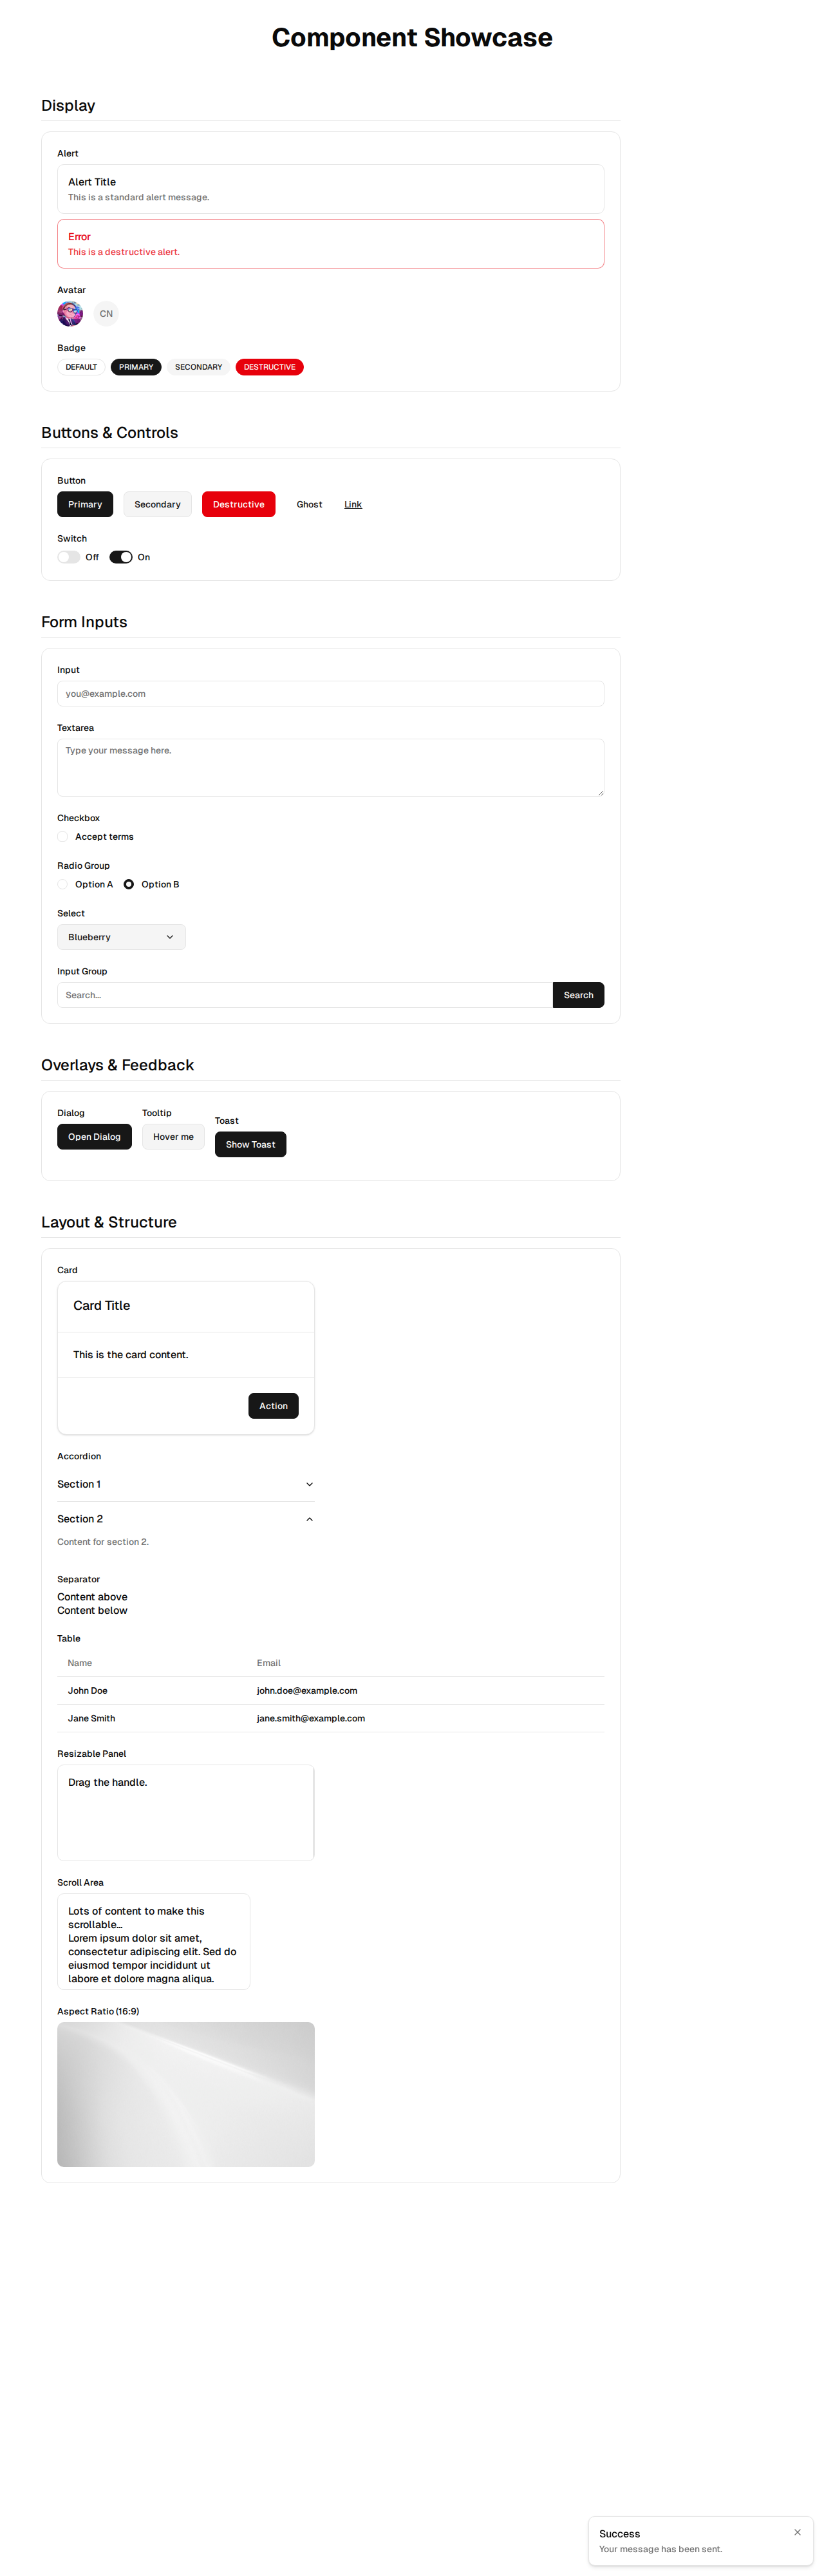 Component Showcase
Display
Alert
Alert Title
This is a standard alert message.
Error
This is a destructive alert.
Avatar
CN
Badge
DEFAULT PRIMARY SECONDARY DESTRUCTIVE
Buttons & Controls
Button
Primary Secondary Destructive Ghost Link
Switch
Off On
Form Inputs
Input
you@example.com
Textarea
Type your message here.
Checkbox
Accept terms
Radio Group
Option A Option B
Select
Blueberry
Input Group
Search... Search
Overlays & Feedback
Dialog Tooltip Toast
Open Dialog Hover me Show Toast
Layout & Structure
Card
Card Title
This is the card content.
Action
Accordion
Section 1
Section 2
Content for section 2.
Separator
Content above
Content below
Table
Name Email
John Doe john.doe@example.com
Jane Smith jane.smith@example.com
Resizable Panel
Drag the handle.
Scroll Area
Lots of content to make this
scrollable...
Lorem ipsum dolor sit amet,
consectetur adipiscing elit. Sed do
eiusmod tempor incididunt ut
labore et dolore magna aliqua.
Aspect Ratio (16:9)
Success
Your message has been sent.